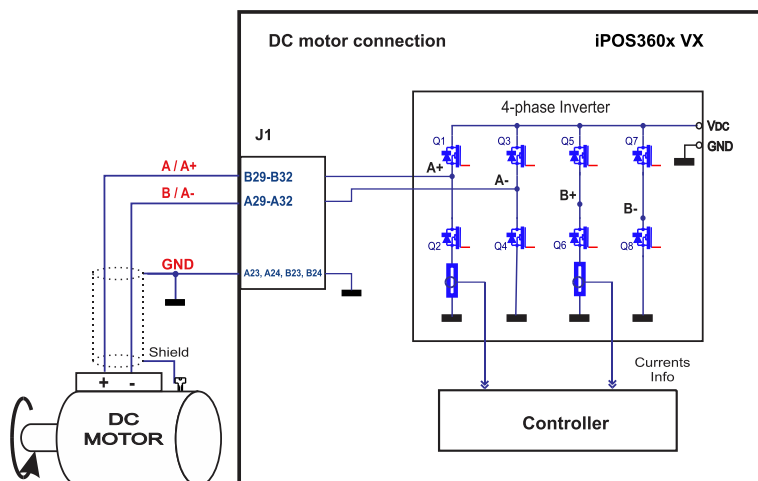 DC motor connection
iPOS360x VX
4-phase Inverter
J1
Q1
Q3
Q5
Q7
VDC
GND
A / A+
B / A-
B29-B32
A29-A32
A+
A-
B+
B-
Q2
Q4
Q6
Q8
GND
A23, A24, B23, B24
Shield
+
-
DC
MOTOR
Currents
Info
Controller